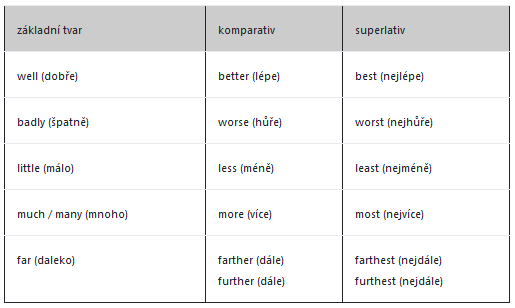 základní tvar komparativ superlativ
well (dobře) better (lépe) best (nejlépe)
badly (špatně) worse (hůře) worst (nejhůře)
little (málo) less (méně) least (nejméně)
much / many (mnoho) more (více) most (nejvíce)
far (daleko) farther (dále) farthest (nejdále)
further (dále) furthest (nejdále)